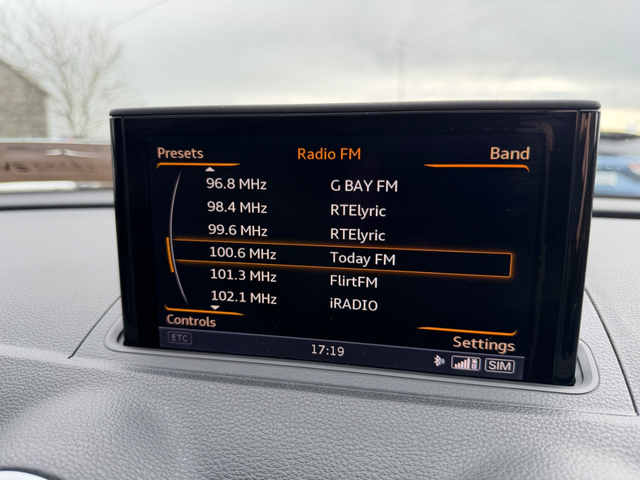 Presets Radio FM Band
96.8 MHz G BAY FM
98.4 MHz RTElyric
99.6 MHz RTElyric
100.6 MHz Today FM
101.3 MHz FlirtFM
102.1 MHz iRADIO
Controls Settings
ETC 17:19 SIM